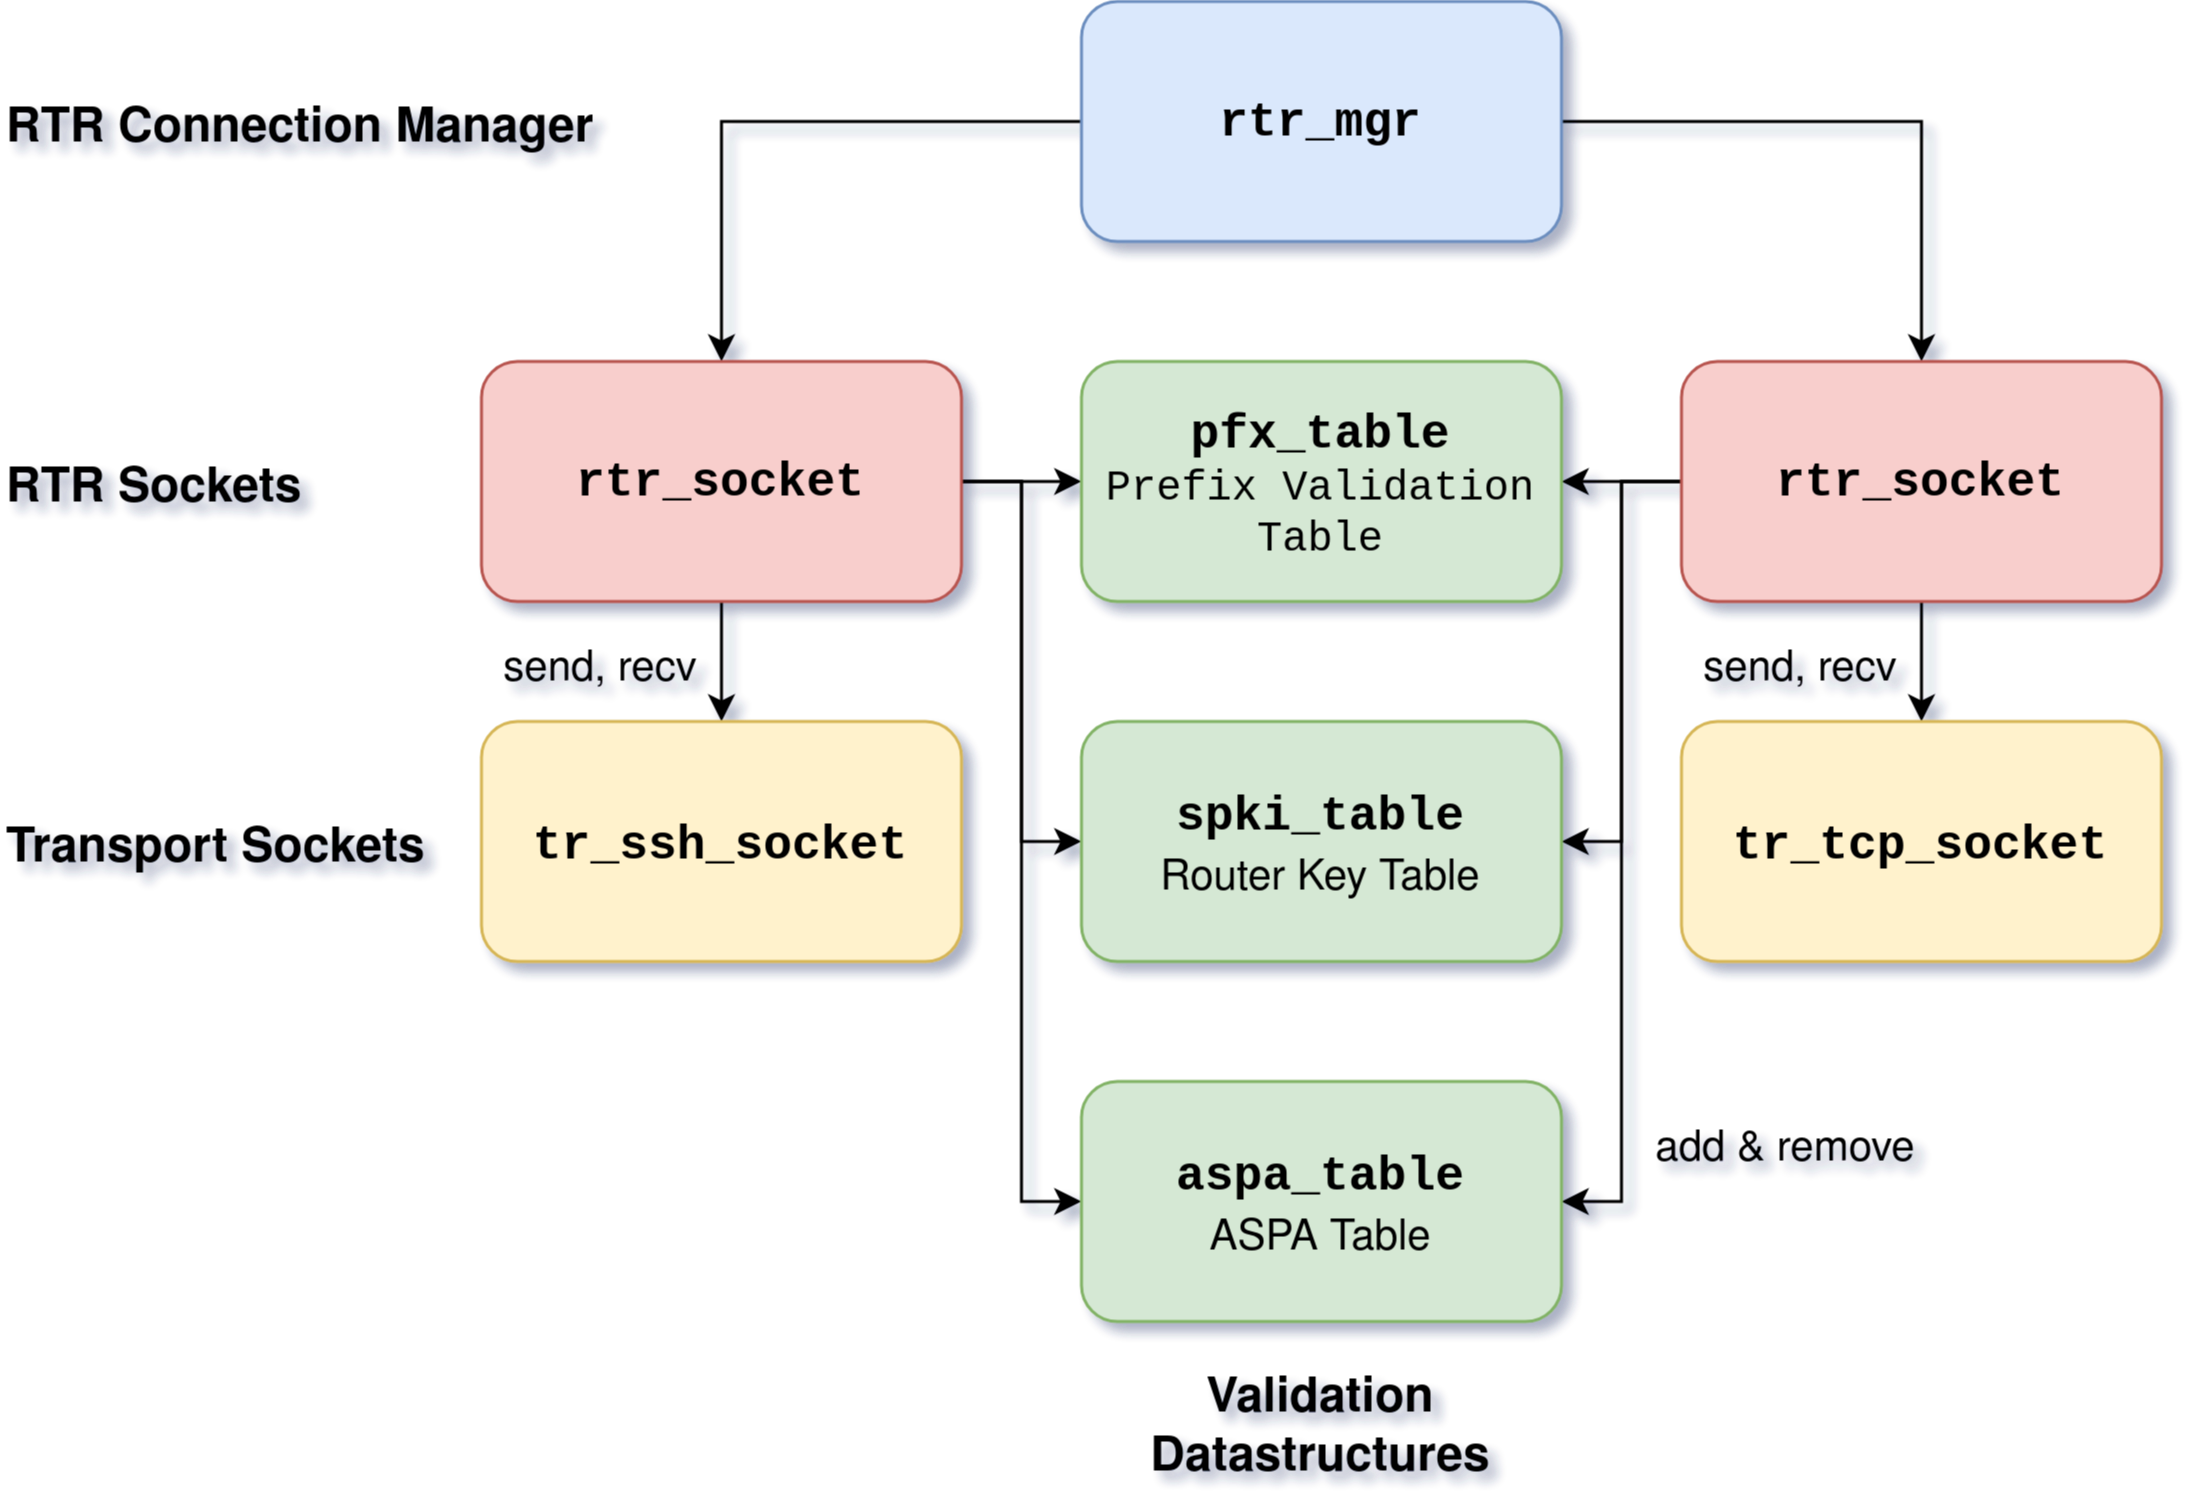 RTR Connection Manager
rtr_mgr
RTR Sockets
rtr_socket
pfx_table
Prefix Validation
Table
rtr_socket
send, recv
send, recv
Transport Sockets
tr_ssh_socket
spki_table
Router Key Table
tr_tcp_socket
aspa_table
ASPA Table
add & remove
Validation
Datastructures